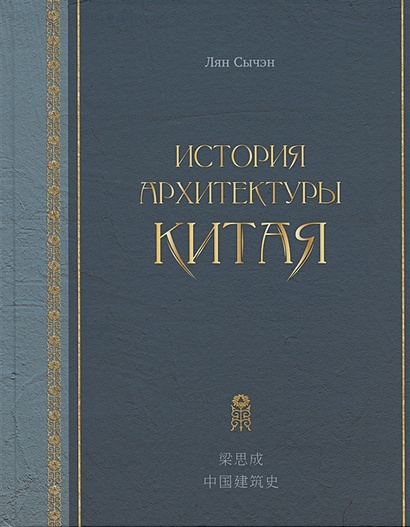 Лян Сычэн
ИСТОРИЯ
АРХИТЕКТУРЫ
КИТАЯ
梁思成
中国建筑史